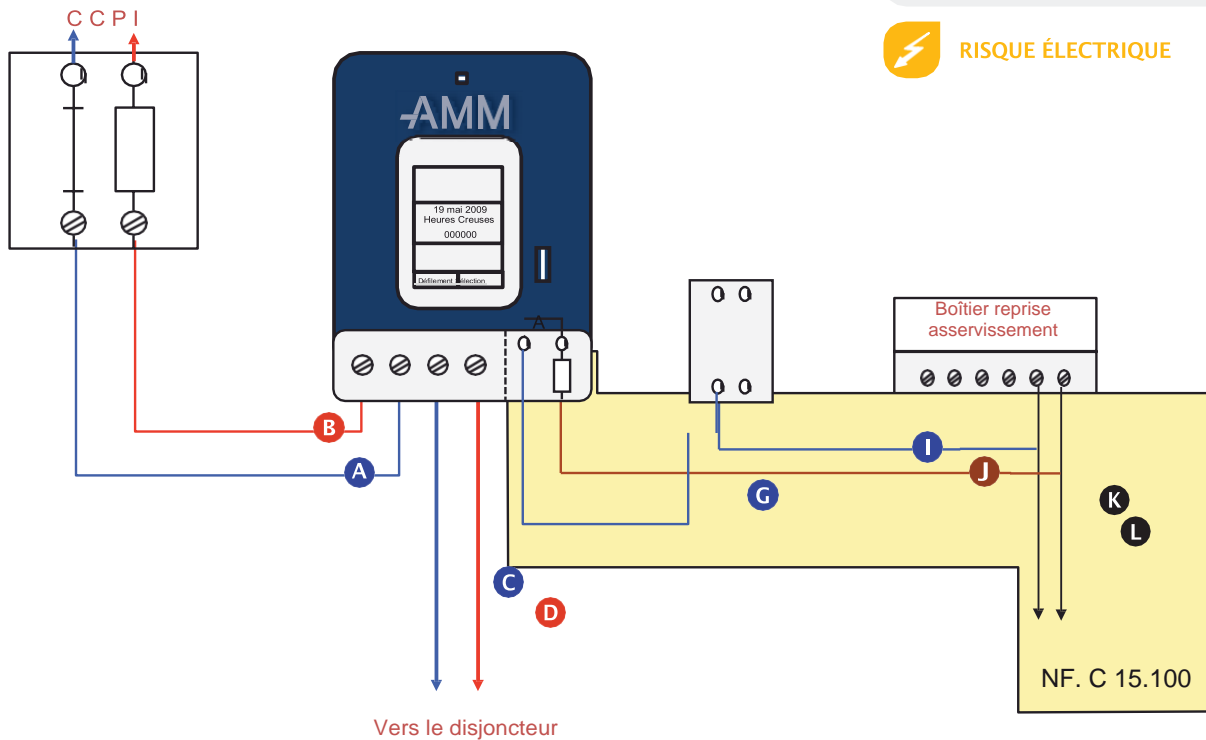 C C P I
RISQUE ÉLECTRIQUE
AMM
19 mai 2009
Heures Creuses
000000
Défilement
A
Boîtier reprise
asservissement
B
I
A
J
G
K
L
C
D
NF. C 15.100
Vers le disjoncteur